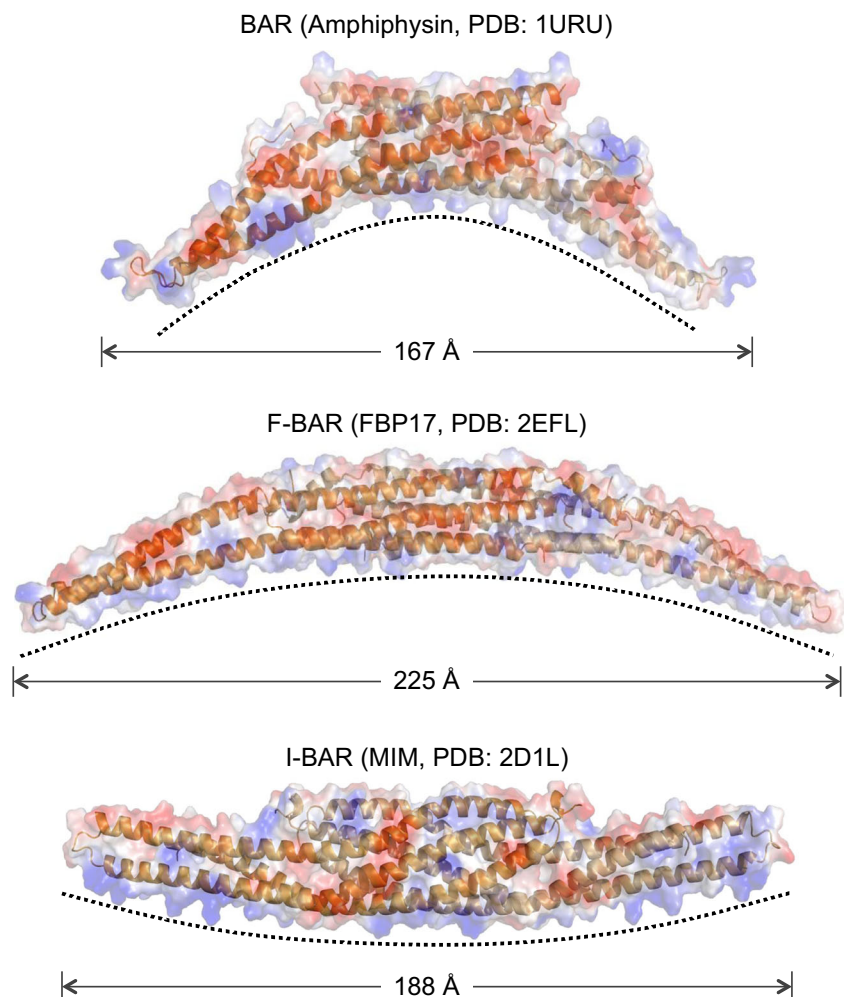 BAR (Amphiphysin, PDB: 1URU)
167 Å
F-BAR (FBP17, PDB: 2EFL)
225 Å
I-BAR (MIM, PDB: 2D1L)
188 Å